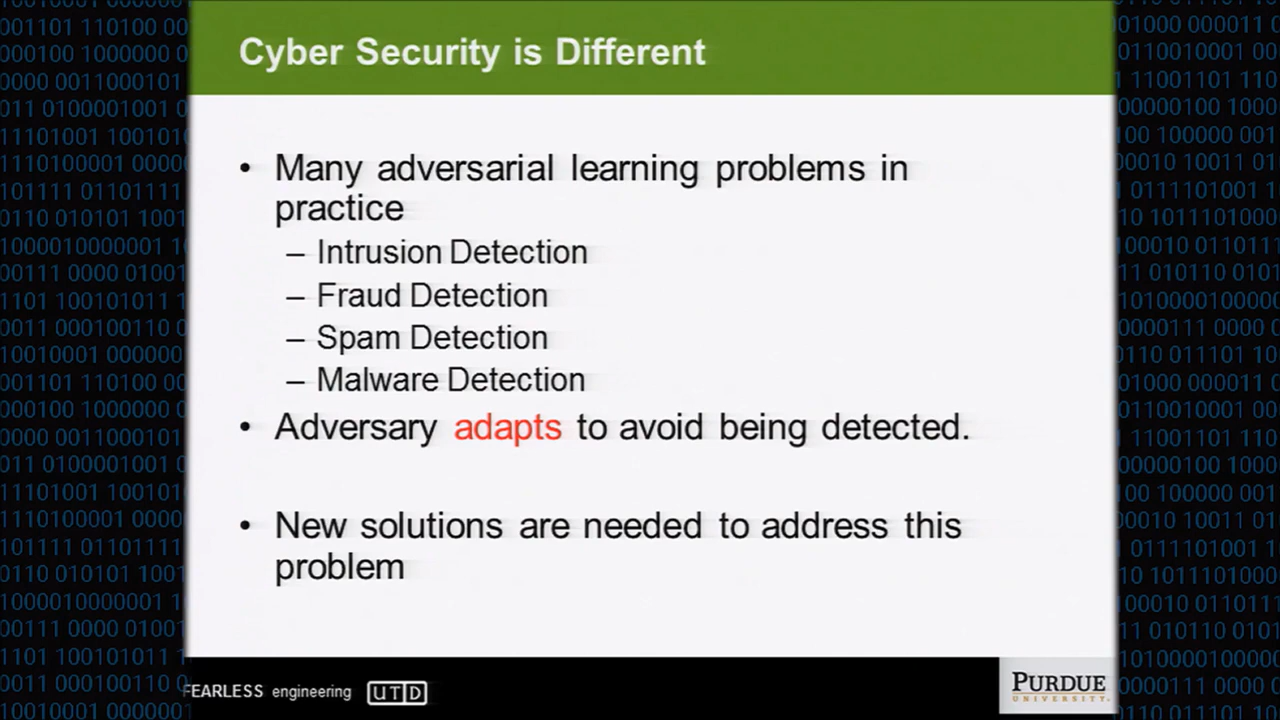 Cyber Security is Different
• Many adversarial learning problems in
practice
– Intrusion Detection
– Fraud Detection
– Spam Detection
– Malware Detection
• Adversary adapts to avoid being detected.
• New solutions are needed to address this
problem
FEARLESS engineering UTD
PURDUE
UNIVERSITY